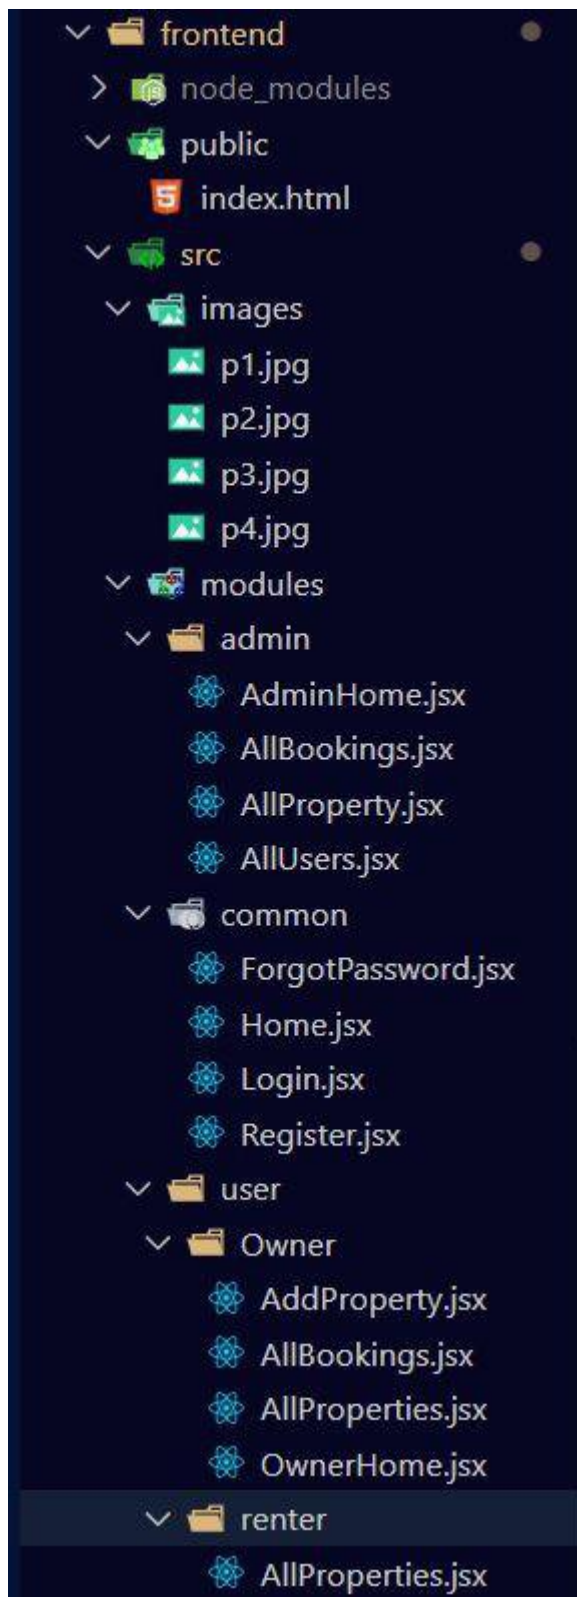 frontend
node_modules
public
index.html
src
images
p1.jpg
p2.jpg
p3.jpg
p4.jpg
modules
admin
AdminHome.jsx
AllBookings.jsx
AllProperty.jsx
AllUsers.jsx
common
ForgotPassword.jsx
Home.jsx
Login.jsx
Register.jsx
user
Owner
AddProperty.jsx
AllBookings.jsx
AllProperties.jsx
OwnerHome.jsx
renter
AllProperties.jsx